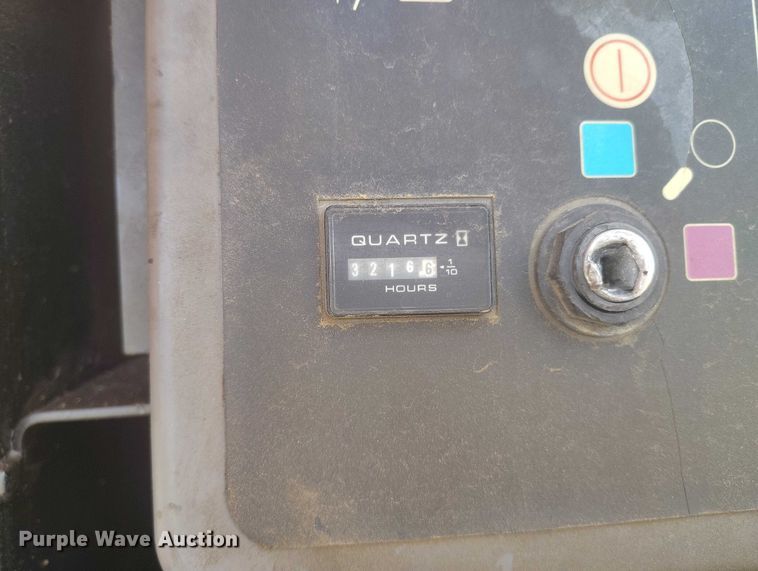 QUARTZ
3216.6 1/10
HOURS
Purple Wave Auction